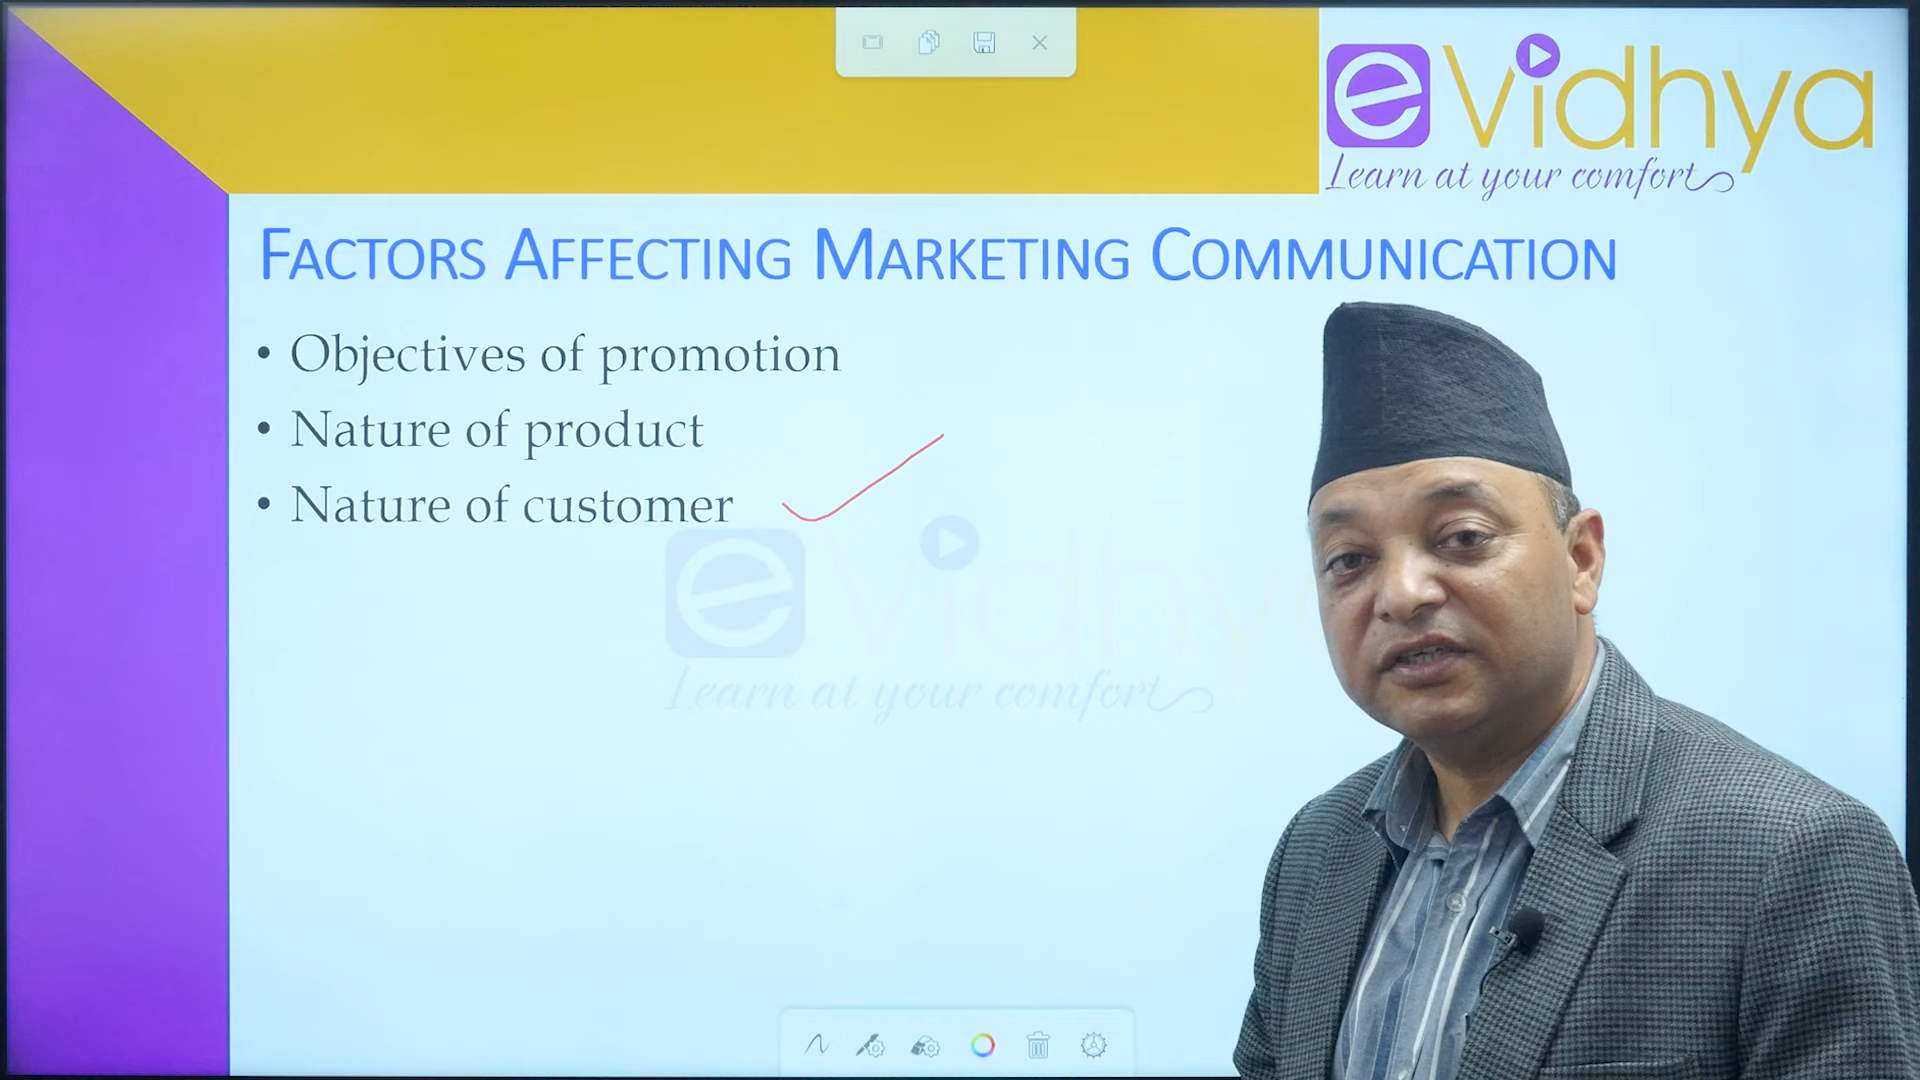 eVidhya
Learn at your comfort
FACTORS AFFECTING MARKETING COMMUNICATION
• Objectives of promotion
• Nature of product
• Nature of customer
eVidhya
Learn at your comfort